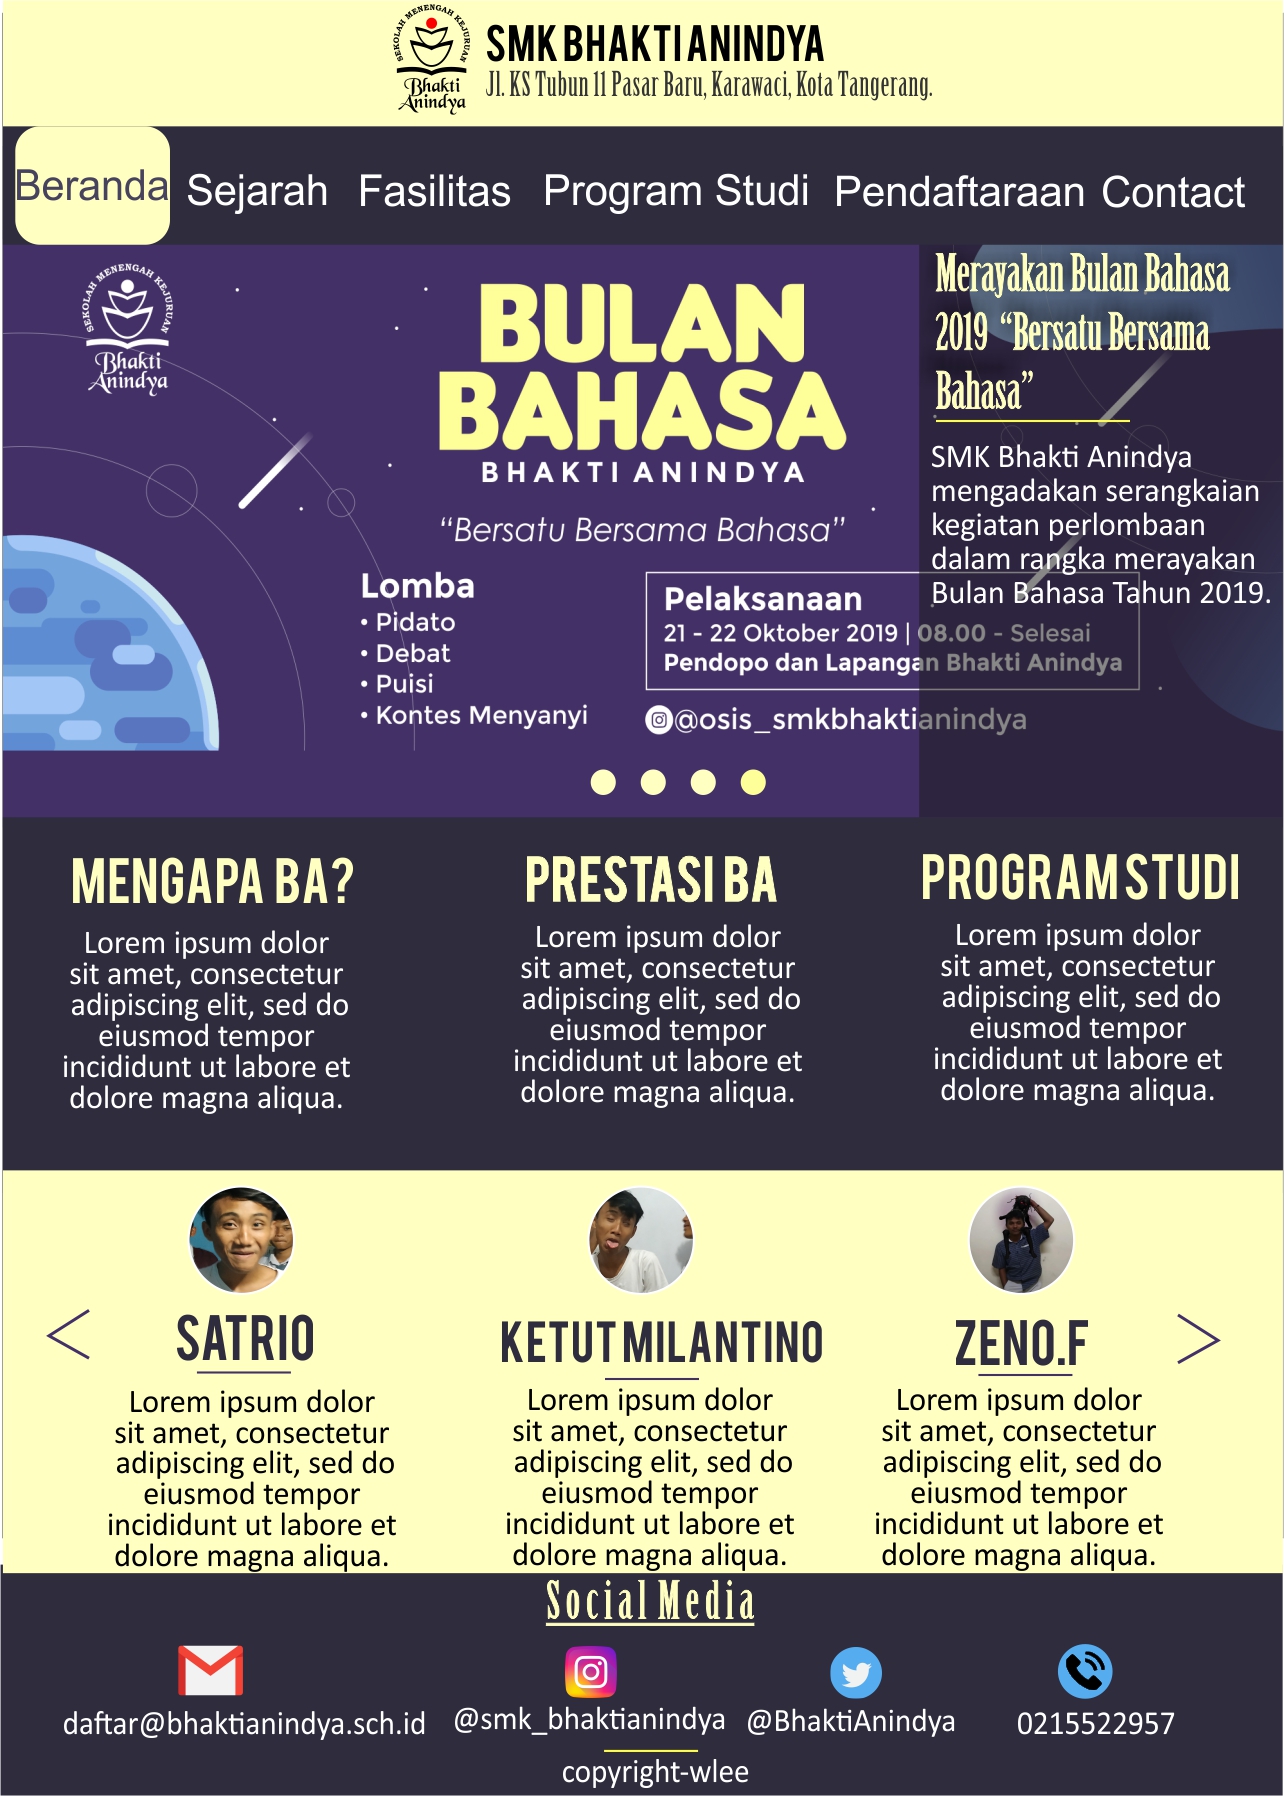 SEKOLAH MENENGAH KEJURUAN
Bhakti
Anindya
SMK BHAKTI ANINDYA
Jl. KS Tubun 11 Pasar Baru, Karawaci, Kota Tangerang.
Beranda Sejarah Fasilitas Program Studi Pendaftaraan Contact
SEKOLAH MENENGAH KEJURUAN
Bhakti
Anindya
BULAN
BAHASA
BHAKTI ANINDYA
“Bersatu Bersama Bahasa”
Lomba
• Pidato
• Debat
• Puisi
• Kontes Menyanyi
Pelaksanaan
21 - 22 Oktober 2019 | 08.00 - Selesai
Pendopo dan Lapangan Bhakti Anindya
@osis_smkbhaktianindya
Merayakan Bulan Bahasa
2019 “Bersatu Bersama
Bahasa”
SMK Bhakti Anindya
mengadakan serangkaian
kegiatan perlombaan
dalam rangka merayakan
Bulan Bahasa Tahun 2019.
MENGAPA BA?
Lorem ipsum dolor
sit amet, consectetur
adipiscing elit, sed do
eiusmod tempor
incididunt ut labore et
dolore magna aliqua.
PRESTASI BA
Lorem ipsum dolor
sit amet, consectetur
adipiscing elit, sed do
eiusmod tempor
incididunt ut labore et
dolore magna aliqua.
PROGRAM STUDI
Lorem ipsum dolor
sit amet, consectetur
adipiscing elit, sed do
eiusmod tempor
incididunt ut labore et
dolore magna aliqua.
SATRIO
Lorem ipsum dolor
sit amet, consectetur
adipiscing elit, sed do
eiusmod tempor
incididunt ut labore et
dolore magna aliqua.
KETUT MILANTINO
Lorem ipsum dolor
sit amet, consectetur
adipiscing elit, sed do
eiusmod tempor
incididunt ut labore et
dolore magna aliqua.
ZENO.F
Lorem ipsum dolor
sit amet, consectetur
adipiscing elit, sed do
eiusmod tempor
incididunt ut labore et
dolore magna aliqua.
Social Media
daftar@bhaktianindya.sch.id
@smk_bhaktianindya
@BhaktiAnindya
0215522957
copyright-wlee